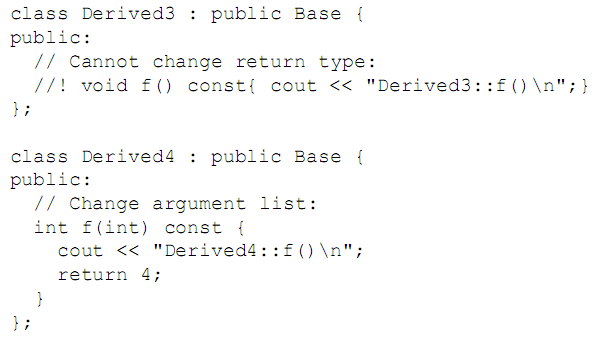 class Derived3 : public Base {
public:
  // Cannot change return type:
  //! void f() const{ cout << "Derived3::f()\n";}
};

class Derived4 : public Base {
public:
  // Change argument list:
  int f(int) const {
    cout << "Derived4::f()\n";
    return 4;
  }
};